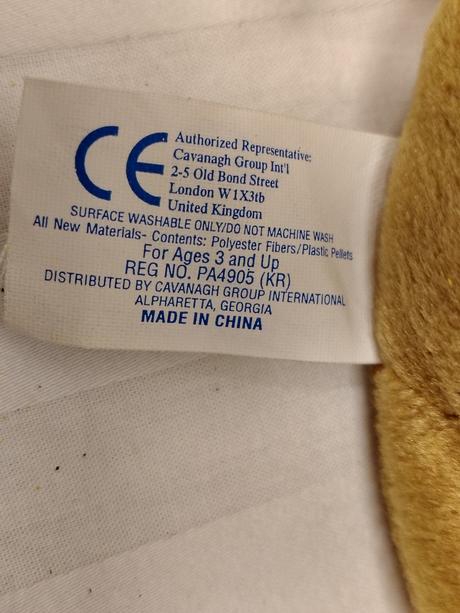 CE
Authorized Representative:
Cavanagh Group Int'l
2-5 Old Bond Street
London W1X3tb
United Kingdom
SURFACE WASHABLE ONLY/DO NOT MACHINE WASH
All New Materials- Contents: Polyester Fibers/Plastic Pellets
For Ages 3 and Up
REG NO. PA4905 (KR)
DISTRIBUTED BY CAVANAGH GROUP INTERNATIONAL
ALPHARETTA, GEORGIA
MADE IN CHINA